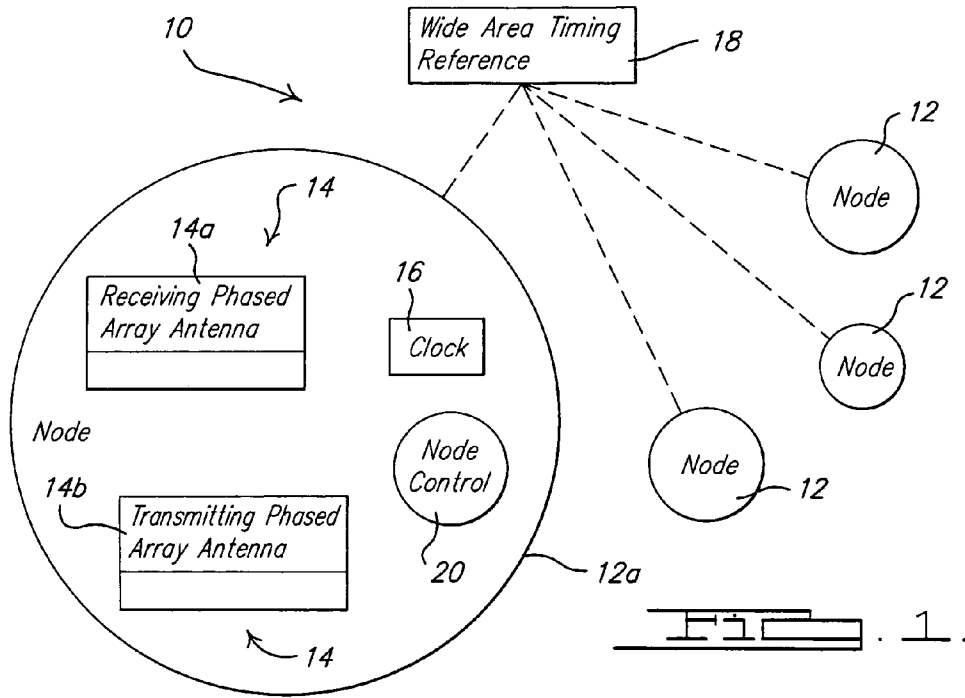 10
Wide Area Timing
Reference
18
12
Node
14
14a
Receiving Phased
Array Antenna
16
Clock
12
Node
Node
Node
Control
Node
12
14b
Transmitting Phased
Array Antenna
20
12a
14
1